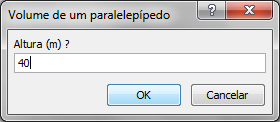 Volume de um paralelepípedo
Altura (m) ?
40
OK
Cancelar